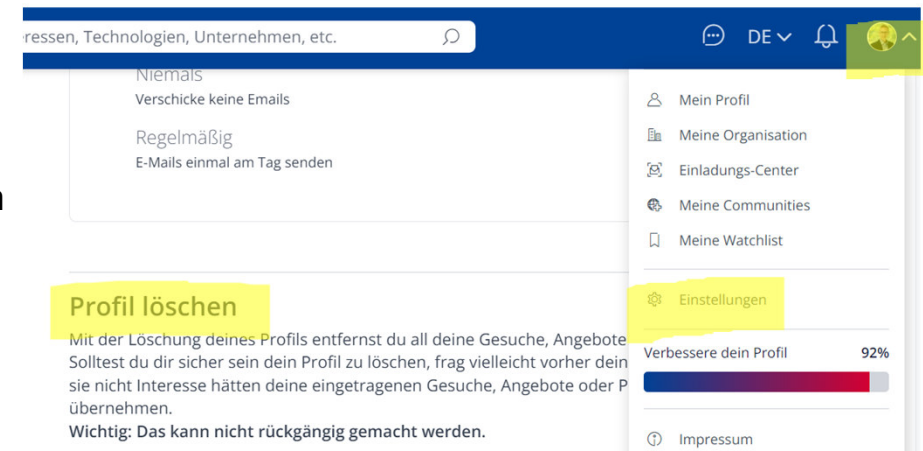 ressen, Technologien, Unternehmen, etc.
DE
Niemals
Verschicke keine Emails
Regelmäßig
E-Mails einmal am Tag senden
Profil löschen
Mit der Löschung deines Profils entfernst du all deine Gesuche, Angebote
Solltest du dir sicher sein dein Profil zu löschen, frag vielleicht vorher dein
sie nicht Interesse hätten deine eingetragenen Gesuche, Angebote oder P
übernehmen.
Wichtig: Das kann nicht rückgängig gemacht werden.
Mein Profil
Meine Organisation
Einladungs-Center
Meine Communities
Meine Watchlist
Einstellungen
Verbessere dein Profil 92%
Impressum